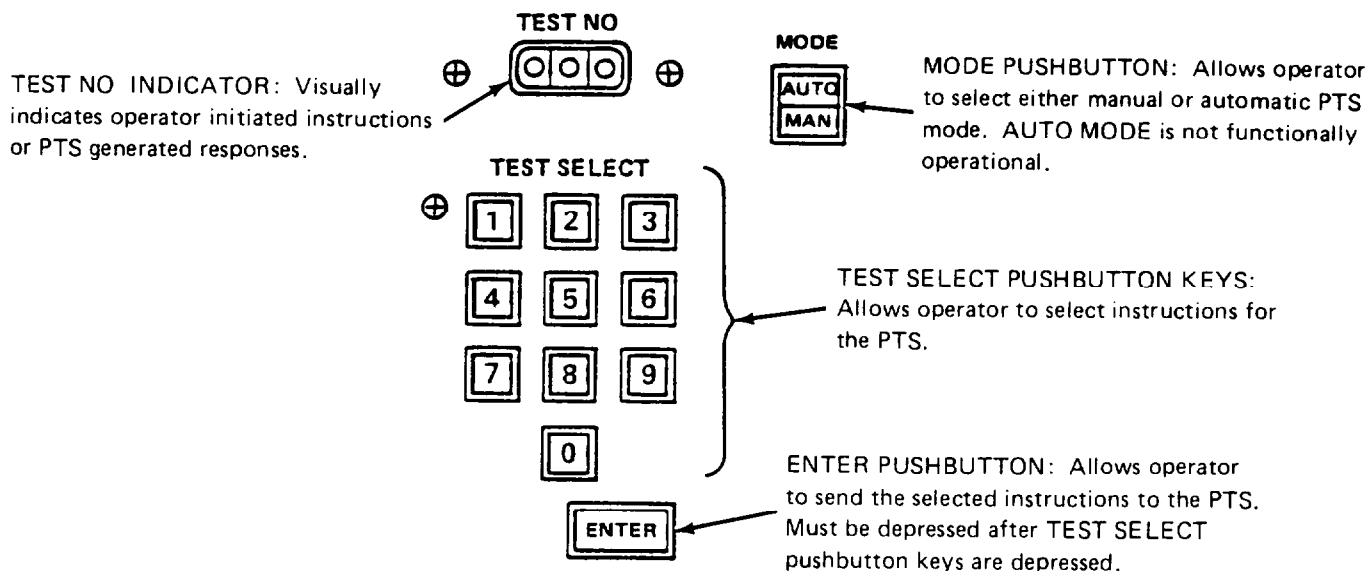 TEST NO
TEST NO INDICATOR: Visually
indicates operator initiated instructions
or PTS generated responses.
MODE
AUTO
MAN
MODE PUSHBUTTON: Allows operator
to select either manual or automatic PTS
mode. AUTO MODE is not functionally
operational.
TEST SELECT
1 2 3
4 5 6
7 8 9
0
TEST SELECT PUSHBUTTON KEYS:
Allows operator to select instructions for
the PTS.
ENTER
ENTER PUSHBUTTON: Allows operator
to send the selected instructions to the PTS.
Must be depressed after TEST SELECT
pushbutton keys are depressed.